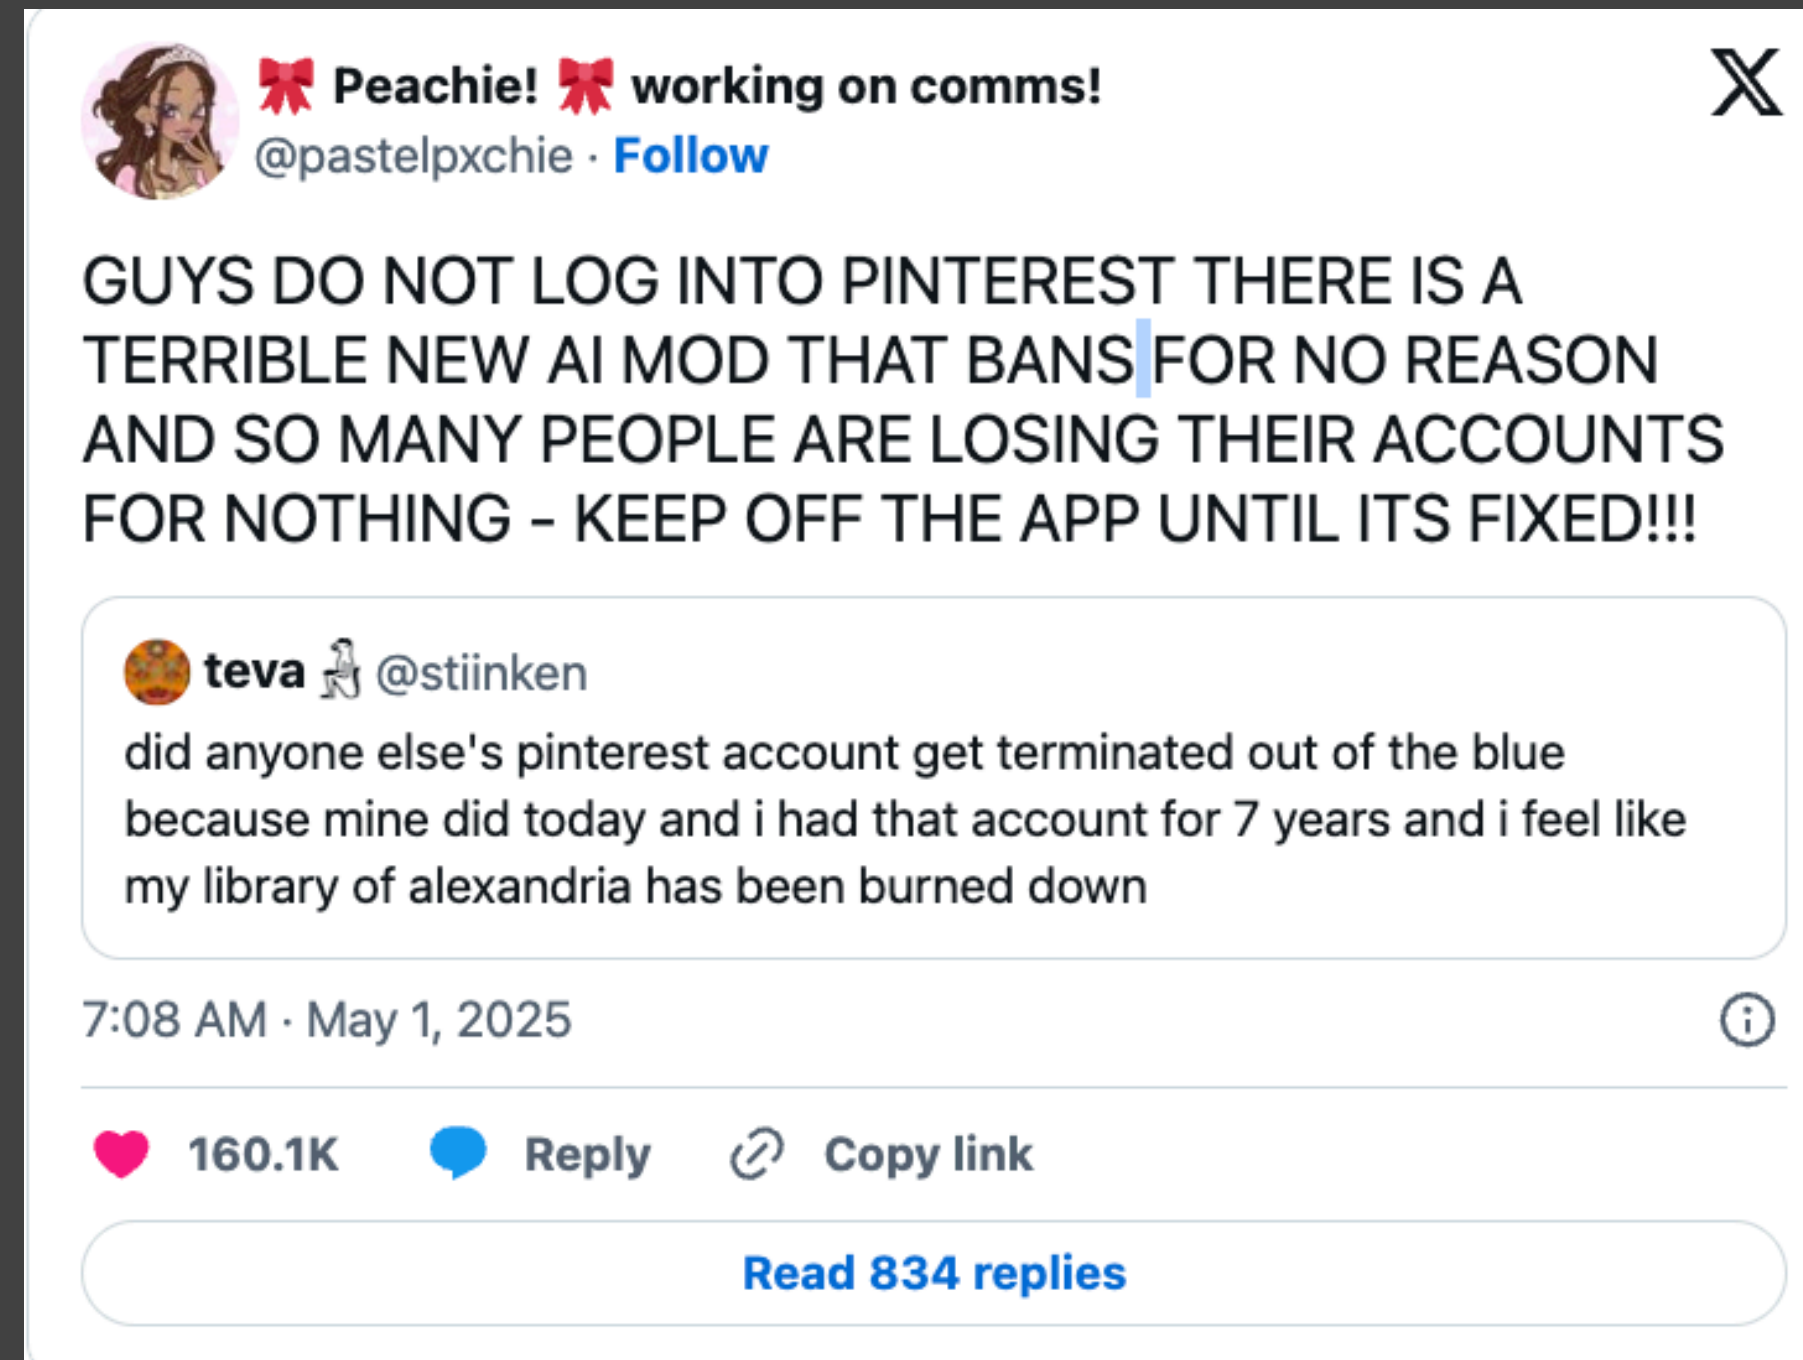 🎀 Peachie! 🎀 working on comms!
@pastelpxchie · Follow
GUYS DO NOT LOG INTO PINTEREST THERE IS A
TERRIBLE NEW AI MOD THAT BANS FOR NO REASON
AND SO MANY PEOPLE ARE LOSING THEIR ACCOUNTS
FOR NOTHING - KEEP OFF THE APP UNTIL ITS FIXED!!!
teva @stiinken
did anyone else's pinterest account get terminated out of the blue
because mine did today and i had that account for 7 years and i feel like
my library of alexandria has been burned down
7:08 AM · May 1, 2025
160.1K Reply Copy link
Read 834 replies